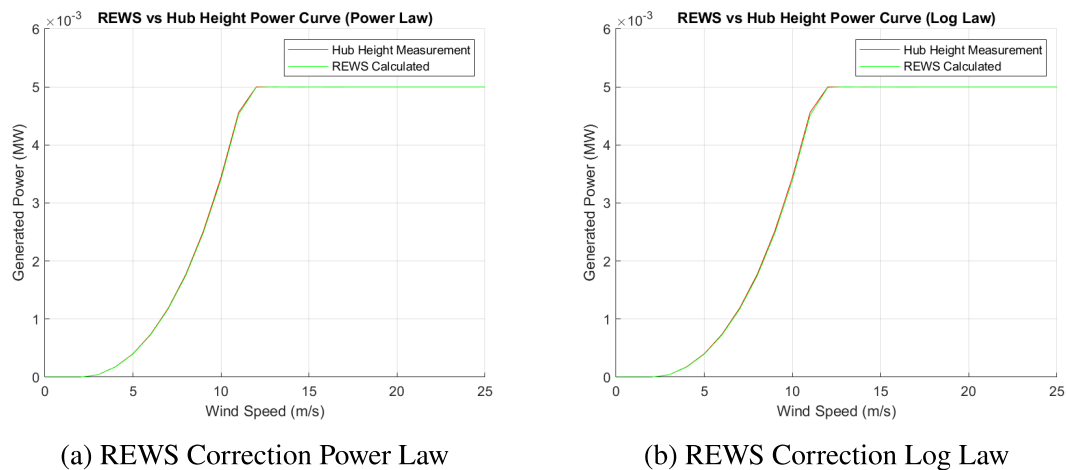 REWS vs Hub Height Power Curve (Power Law)
×10⁻³
Hub Height Measurement
REWS Calculated
Generated Power (MW)
6
5
4
3
2
1
0
0 5 10 15 20 25
Wind Speed (m/s)
(a) REWS Correction Power Law
REWS vs Hub Height Power Curve (Log Law)
×10⁻³
Hub Height Measurement
REWS Calculated
Generated Power (MW)
6
5
4
3
2
1
0
0 5 10 15 20 25
Wind Speed (m/s)
(b) REWS Correction Log Law